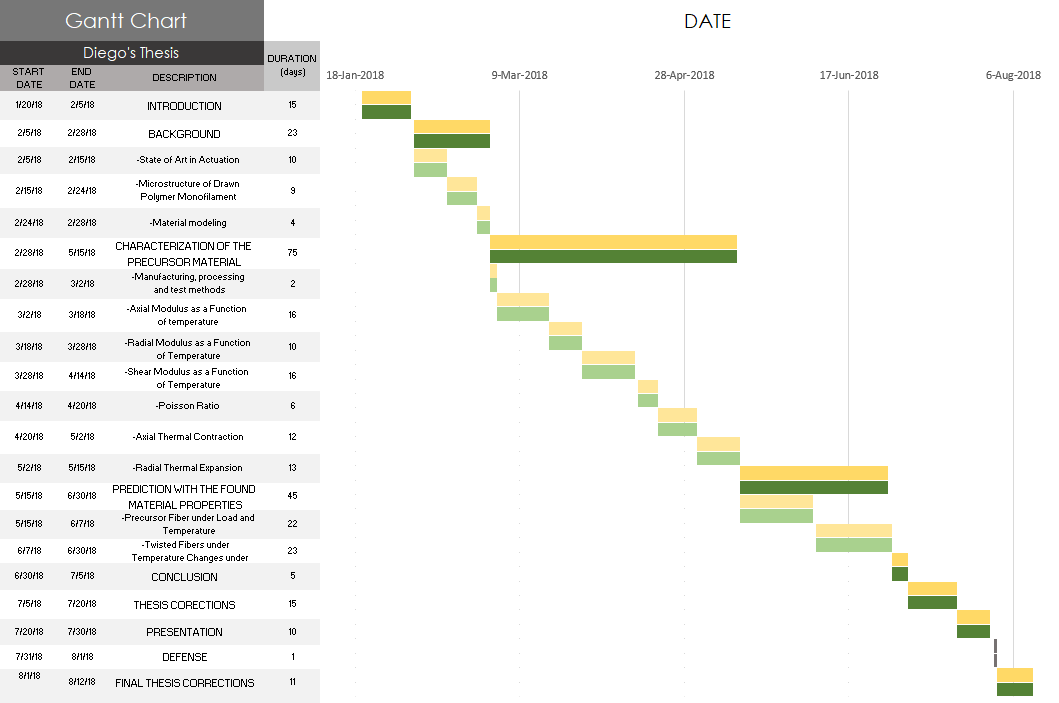 Gantt Chart
DATE
Diego's Thesis
DURATION
(days)
START
DATE
END
DATE
DESCRIPTION
18-Jan-2018 9-Mar-2018 28-Apr-2018 17-Jun-2018 6-Aug-2018
1/20/18 2/5/18 INTRODUCTION 15
2/5/18 2/28/18 BACKGROUND 23
2/5/18 2/15/18 -State of Art in Actuation 10
2/15/18 2/24/18 -Microstructure of Drawn
Polymer Monofilament 9
2/24/18 2/28/18 -Material modeling 4
2/28/18 5/15/18 CHARACTERIZATION OF THE
PRECURSOR MATERIAL 75
2/28/18 3/2/18 -Manufacturing, processing
and test methods 2
3/2/18 3/18/18 -Axial Modulus as a Function
of temperature 16
3/18/18 3/28/18 -Radial Modulus as a Function
of Temperature 10
3/28/18 4/14/18 -Shear Modulus as a Function
of Temperature 16
4/14/18 4/20/18 -Poisson Ratio 6
4/20/18 5/2/18 -Axial Thermal Contraction 12
5/2/18 5/15/18 -Radial Thermal Expansion 13
5/15/18 6/30/18 PREDICTION WITH THE FOUND
MATERIAL PROPERTIES 45
5/15/18 6/7/18 -Precursor Fiber under Load and
Temperature 22
6/7/18 6/30/18 -Twisted Fibers under
Temperature Changes under 23
6/30/18 7/5/18 CONCLUSION 5
7/5/18 7/20/18 THESIS CORECTIONS 15
7/20/18 7/30/18 PRESENTATION 10
7/31/18 8/1/18 DEFENSE 1
8/1/18 8/12/18 FINAL THESIS CORRECTIONS 11